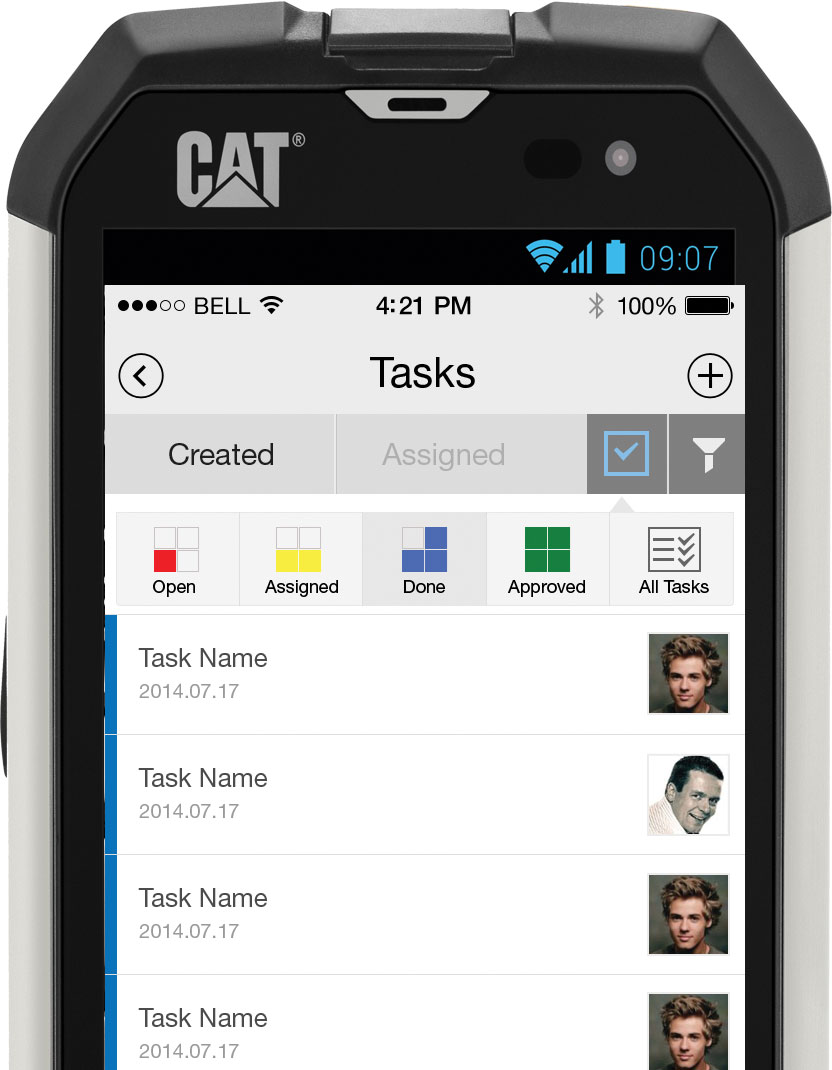 CAT®
09:07
BELL 4:21 PM 100%
Tasks
Created Assigned
Open Assigned Done Approved All Tasks
Task Name
2014.07.17
Task Name
2014.07.17
Task Name
2014.07.17
Task Name
2014.07.17